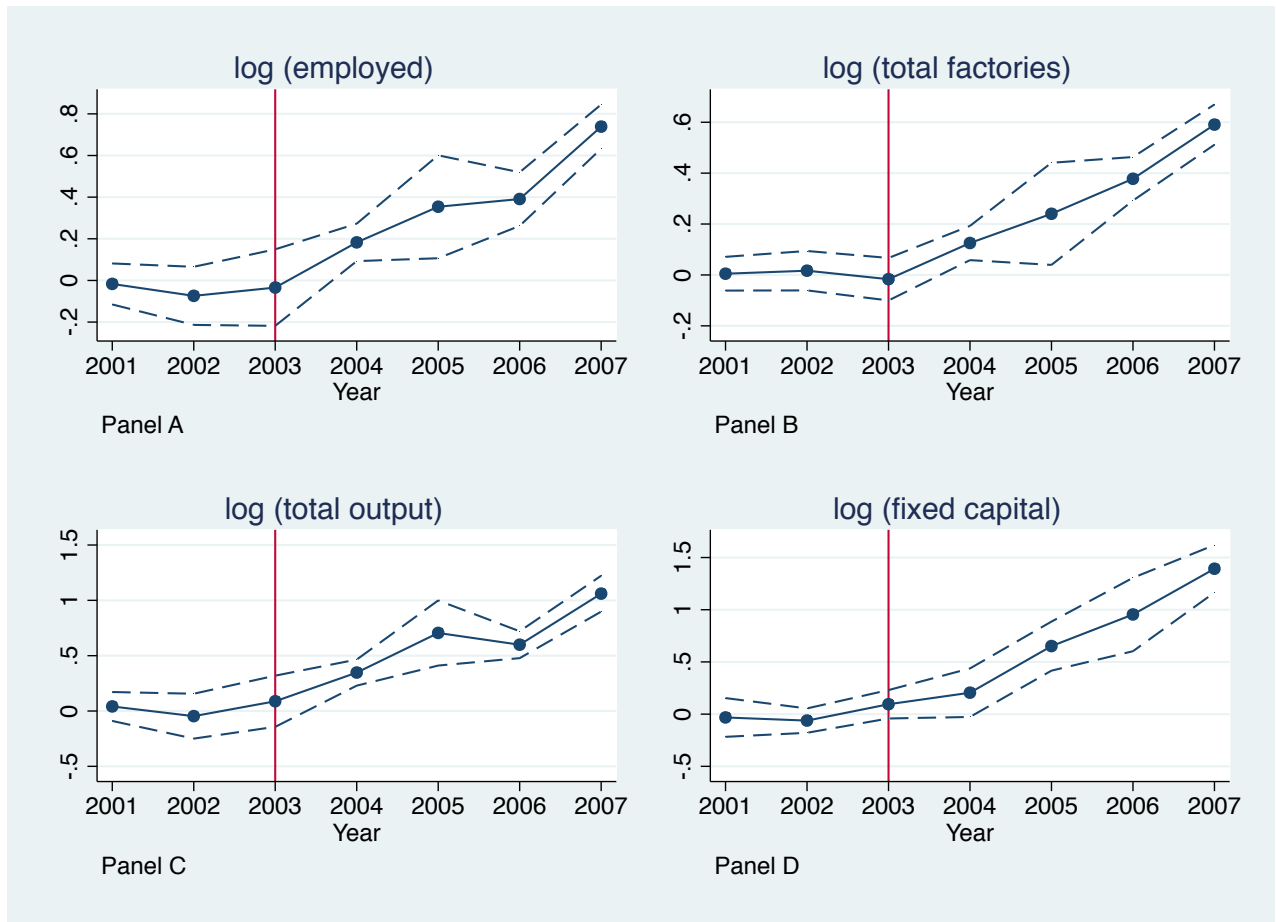 log (employed)
.8
.6
.4
.2
0
-.2
2001 2002 2003 2004 2005 2006 2007
Year
Panel A
log (total factories)
.6
.4
.2
0
-.2
2001 2002 2003 2004 2005 2006 2007
Year
Panel B
log (total output)
1.5
1
.5
0
-.5
2001 2002 2003 2004 2005 2006 2007
Year
Panel C
log (fixed capital)
1.5
1
.5
0
-.5
2001 2002 2003 2004 2005 2006 2007
Year
Panel D